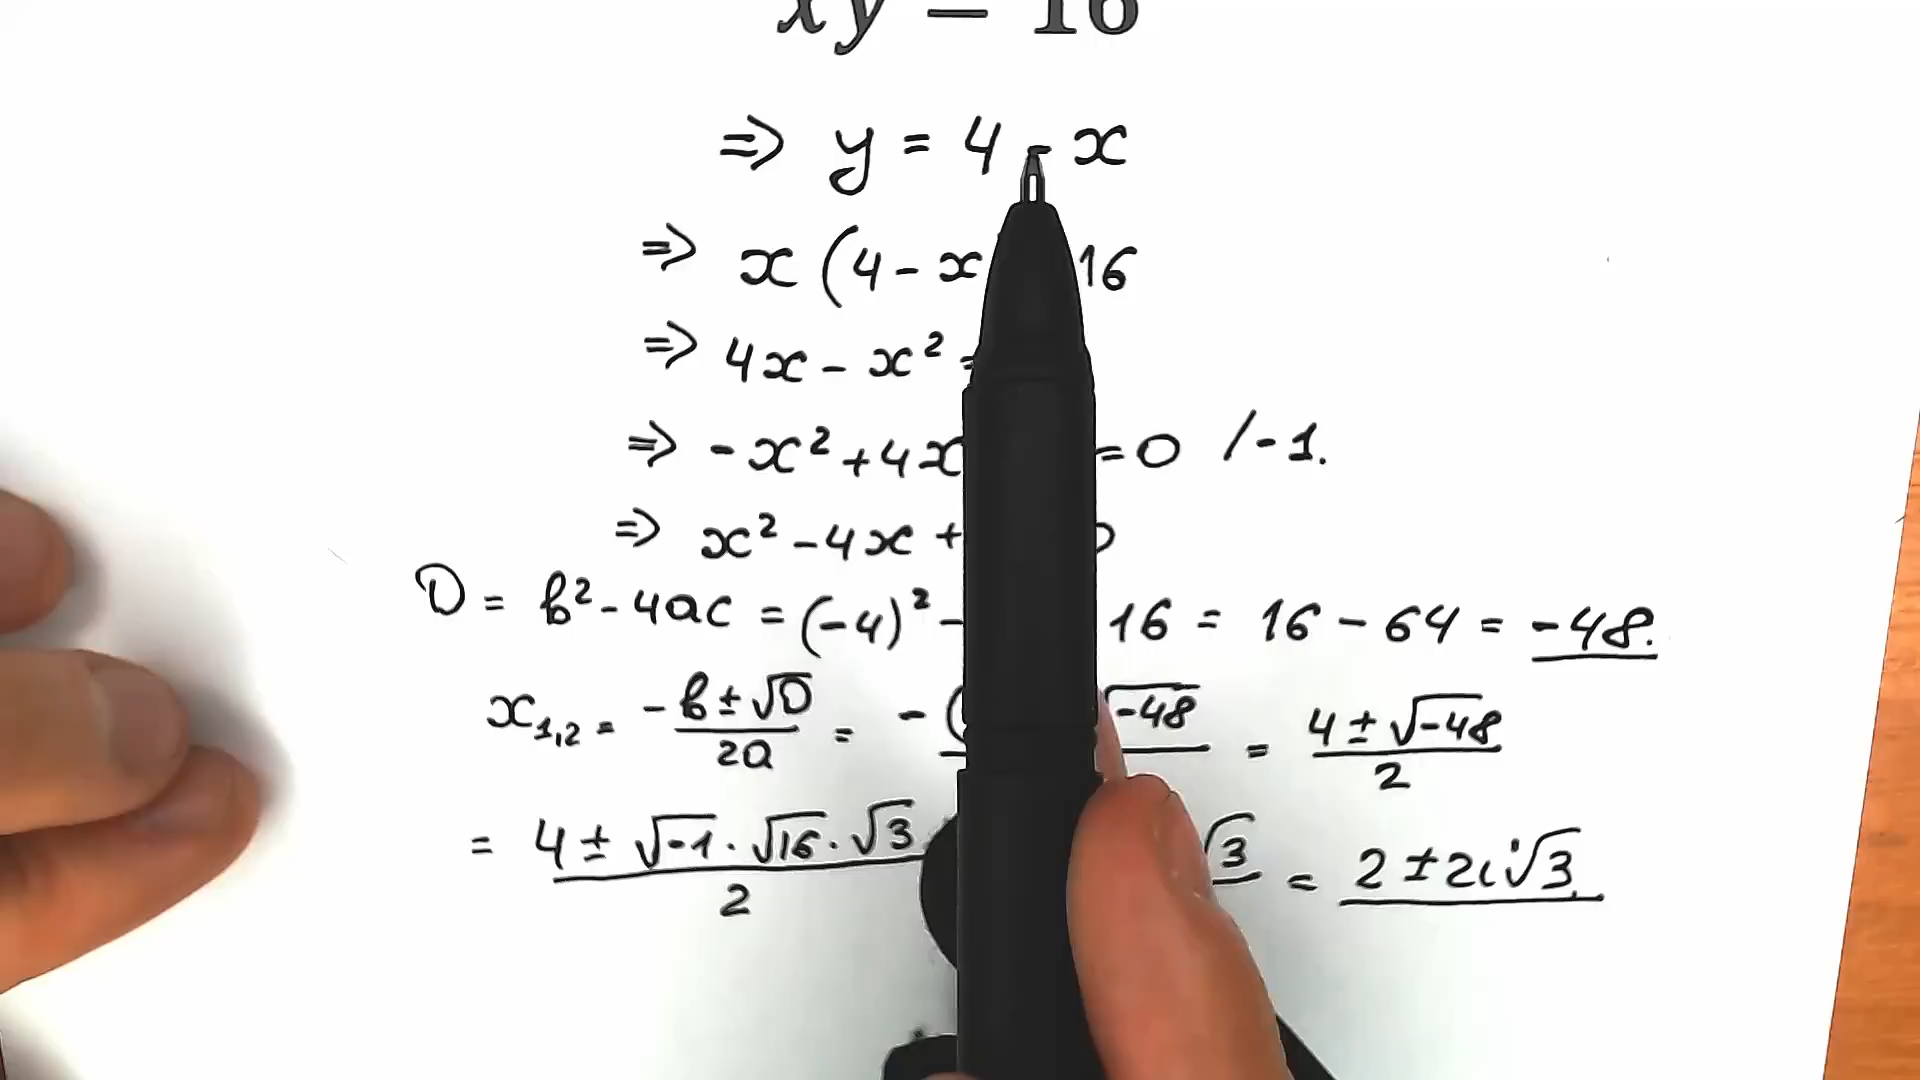 xy = 16
=> y = 4 - x
=> x (4 - x 16
=> 4x - x² =
=> -x² + 4x = 0 /-1.
=> x² - 4x +
D = b² - 4ac = (-4)² - 16 = 16 - 64 = -48.
x₁,₂ = (-b ± √D)/2a = -( √-48 = (4 ± √-48)/2
= (4 ± √-1 · √16 · √3)/2 √3 = 2 ± 2i√3